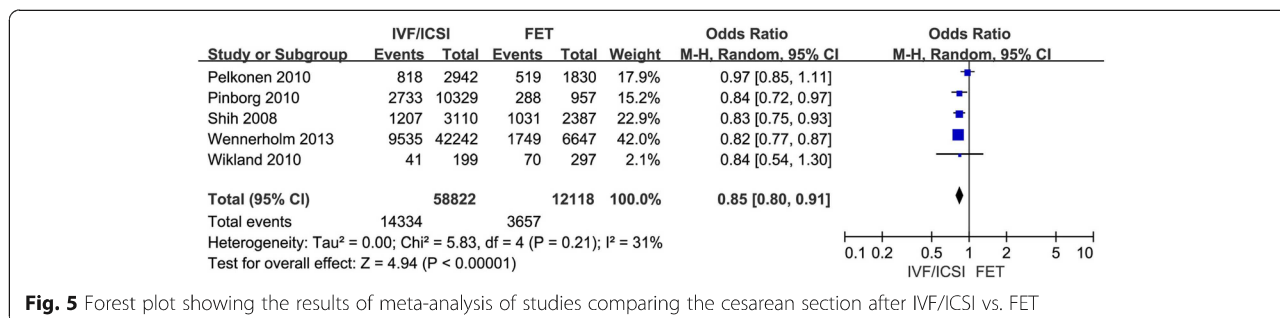 IVF/ICSI FET Odds Ratio Odds Ratio
Study or Subgroup Events Total Events Total Weight M-H, Random, 95% CI M-H, Random, 95% CI
Pelkonen 2010 818 2942 519 1830 17.9% 0.97 [0.85, 1.11]
Pinborg 2010 2733 10329 288 957 15.2% 0.84 [0.72, 0.97]
Shih 2008 1207 3110 1031 2387 22.9% 0.83 [0.75, 0.93]
Wennerholm 2013 9535 42242 1749 6647 42.0% 0.82 [0.77, 0.87]
Wikland 2010 41 199 70 297 2.1% 0.84 [0.54, 1.30]
Total (95% CI) 58822 12118 100.0% 0.85 [0.80, 0.91]
Total events 14334 3657
Heterogeneity: Tau² = 0.00; Chi² = 5.83, df = 4 (P = 0.21); I² = 31%
Test for overall effect: Z = 4.94 (P < 0.00001)
0.1 0.2 0.5 1 2 5 10
IVF/ICSI FET
Fig. 5 Forest plot showing the results of meta-analysis of studies comparing the cesarean section after IVF/ICSI vs. FET